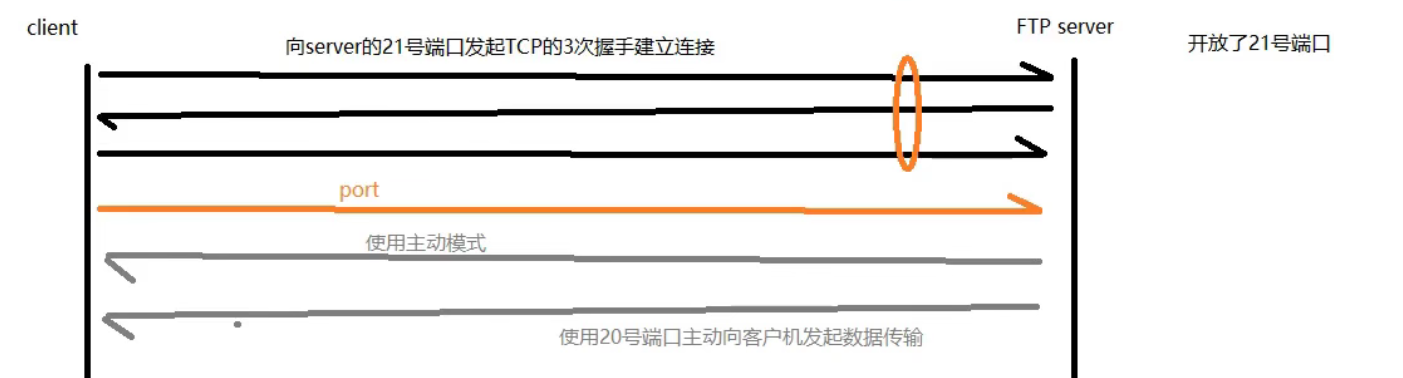 client
FTP server
开放了21号端口
向server的21号端口发起TCP的3次握手建立连接
port
使用主动模式
使用20号端口主动向客户机发起数据传输